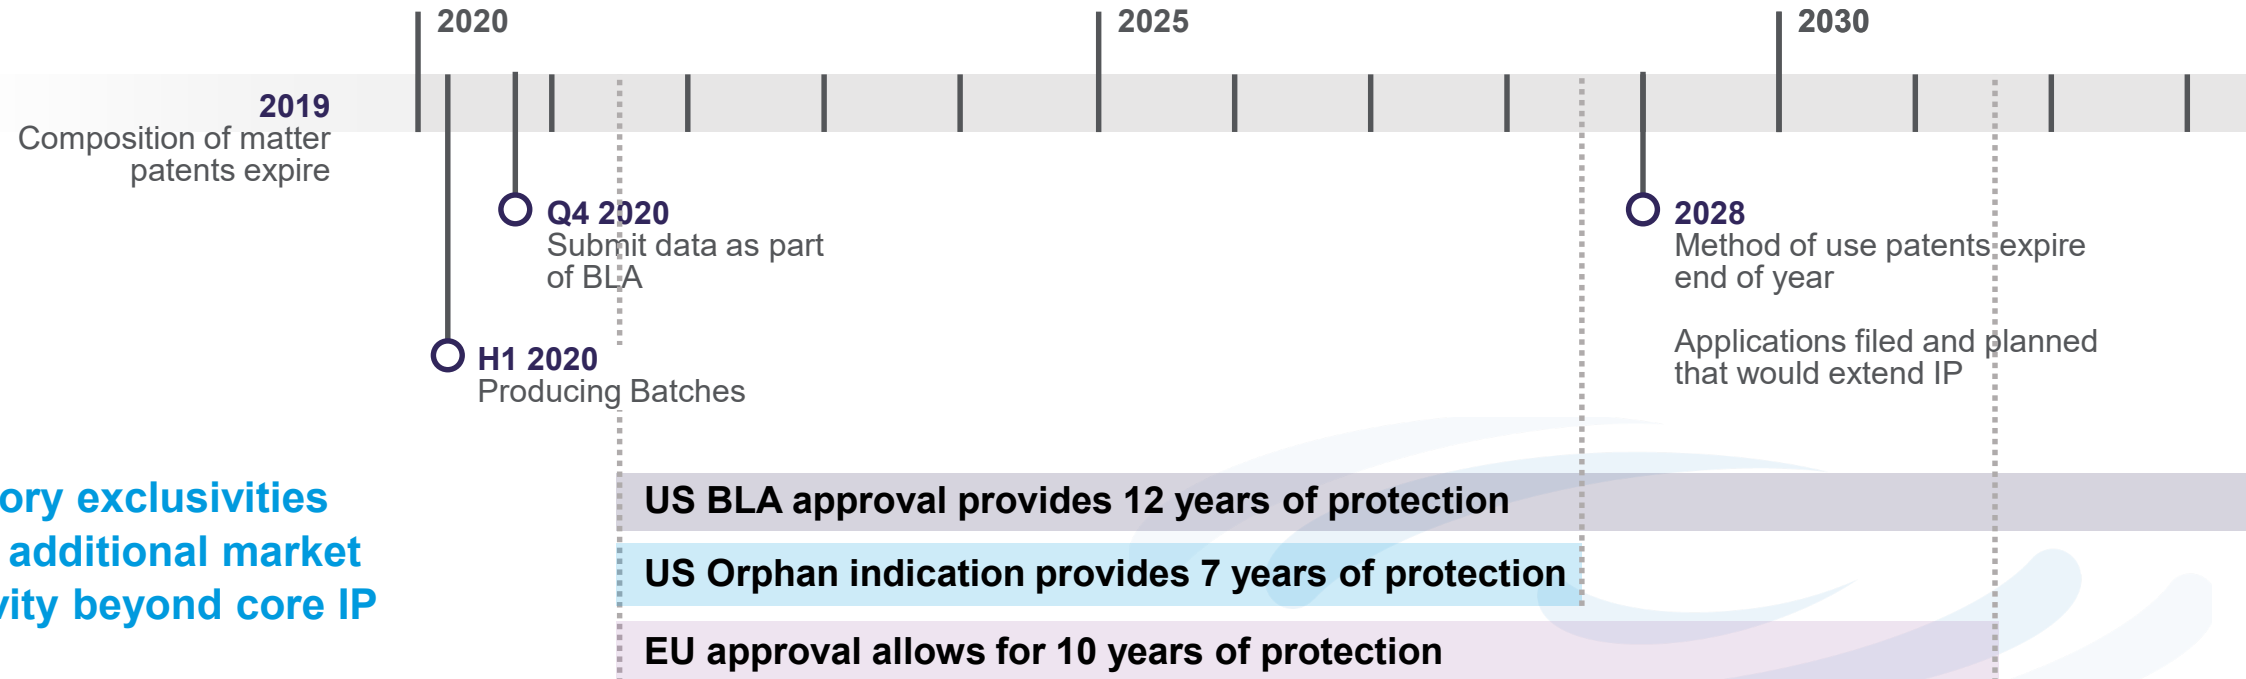 2020
2025
2030
2019
Composition of matter
patents expire
Q4 2020
Submit data as part
of BLA
H1 2020
Producing Batches
2028
Method of use patents expire
end of year
Applications filed and planned
that would extend IP
ory exclusivities
additional market
vity beyond core IP
US BLA approval provides 12 years of protection
US Orphan indication provides 7 years of protection
EU approval allows for 10 years of protection